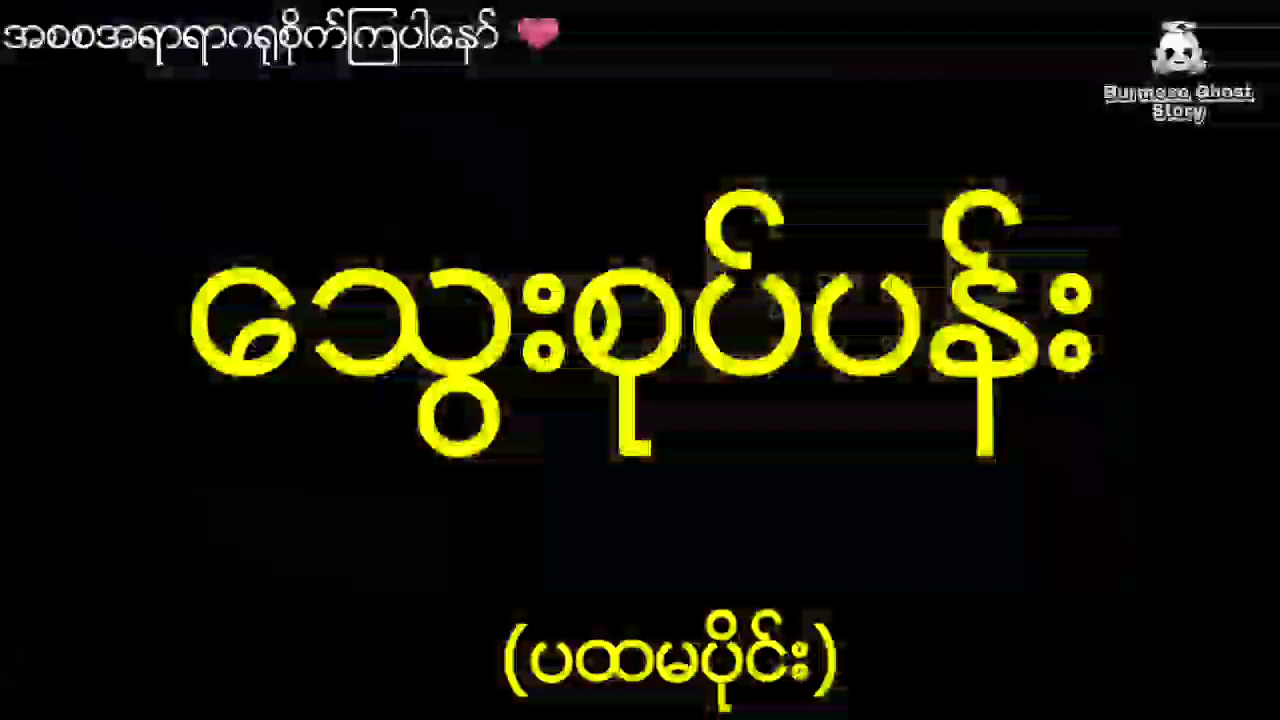 အစစအရာရာဂရုစိုက်ကြပါနော်
Burmese Ghost
Story
သွေးစုပ်ပန်း
(ပထမပိုင်း)